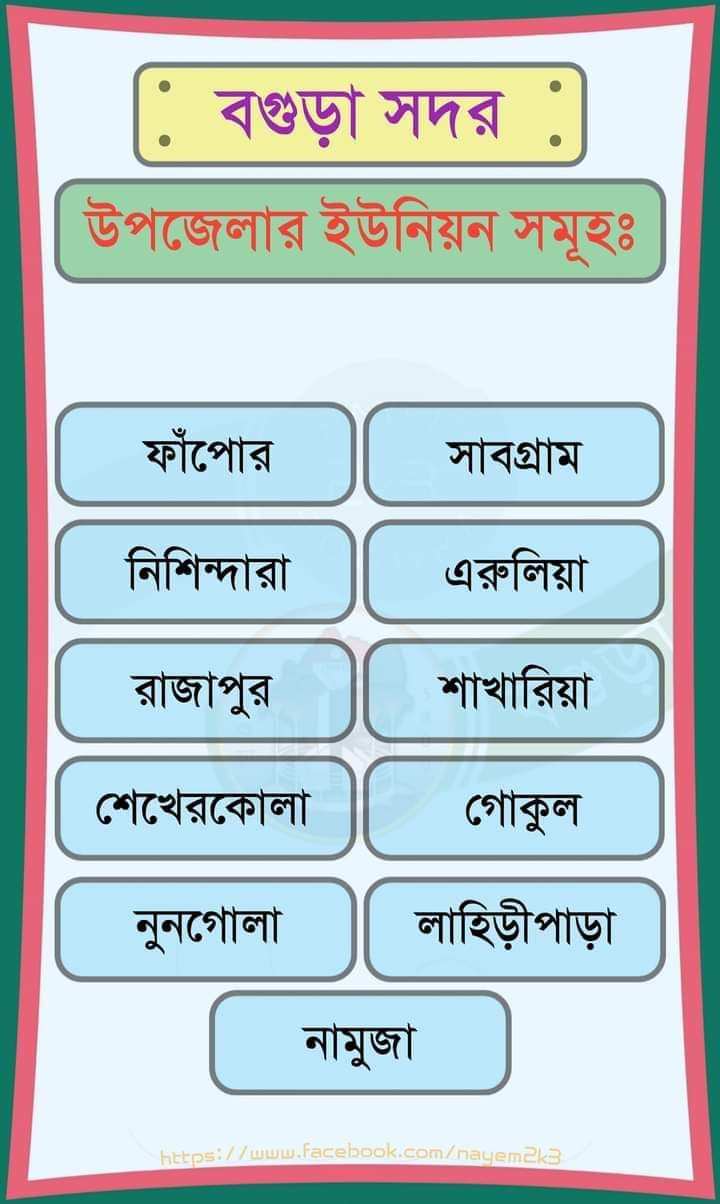 বগুড়া সদর
উপজেলার ইউনিয়ন সমূহঃ
ফাঁপোর
সাবগ্রাম
নিশিন্দারা
এরুলিয়া
রাজাপুর
শাখারিয়া
শেখেরকোলা
গোকুল
নুনগোলা
লাহিড়ীপাড়া
নামুজা
https://www.facebook.com/nayem2k3